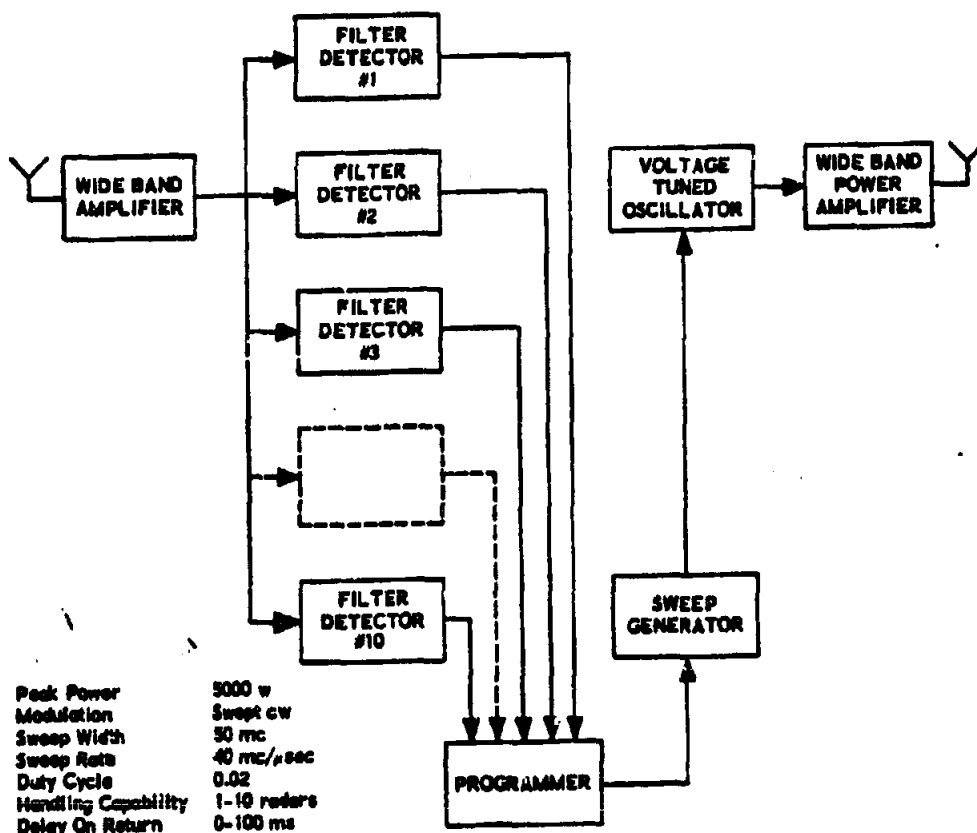 FILTER
DETECTOR
#1
WIDE BAND
AMPLIFIER
FILTER
DETECTOR
#2
VOLTAGE
TUNED
OSCILLATOR
WIDE BAND
POWER
AMPLIFIER
FILTER
DETECTOR
#3
FILTER
DETECTOR
#10
SWEEP
GENERATOR
PROGRAMMER
Peak Power 5000 w
Modulation Swept cw
Sweep Width 50 mc
Sweep Rate 40 mc/μsec
Duty Cycle 0.02
Handling Capability 1-10 radars
Delay On Return 0-100 ms